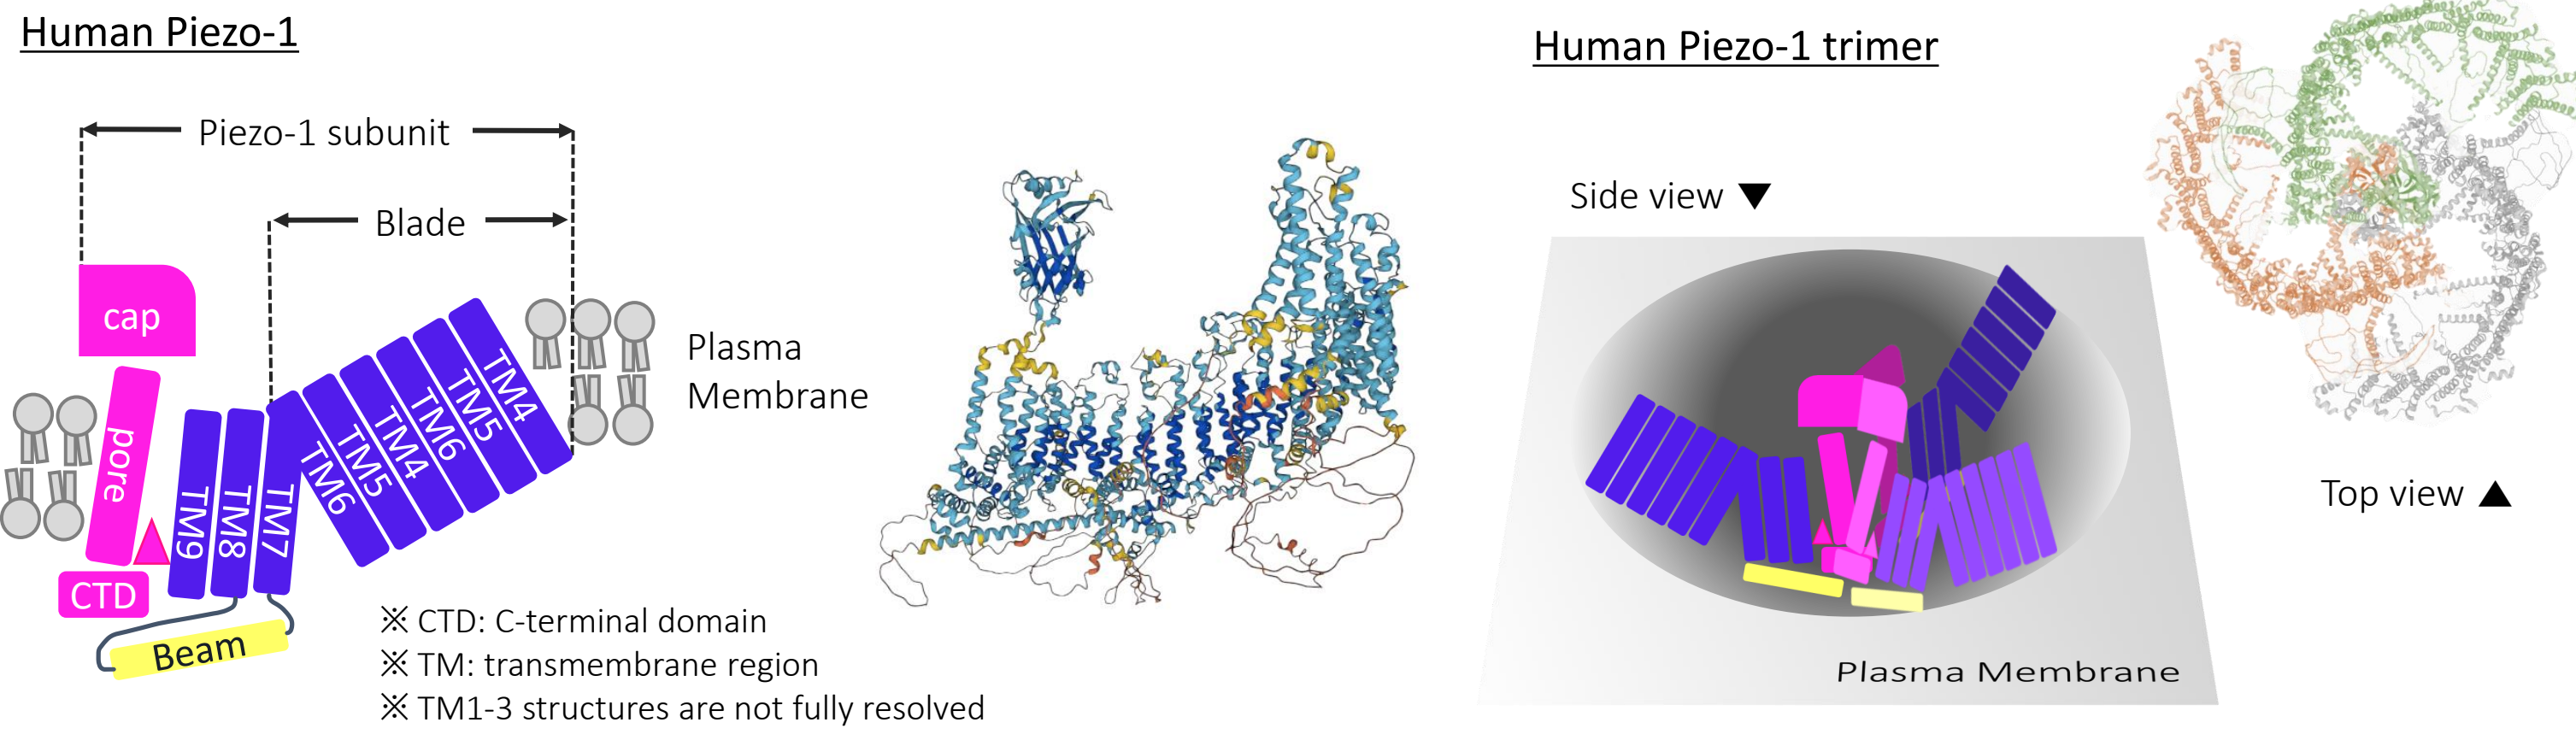 Human Piezo-1
Piezo-1 subunit
Blade
cap
pore
CTD
TM9
TM8
TM7
TM6
TM5
TM4
TM6
TM5
TM4
Beam
Plasma
Membrane
※ CTD: C-terminal domain
※ TM: transmembrane region
※ TM1-3 structures are not fully resolved
Human Piezo-1 trimer
Side view ▼
Plasma Membrane
Top view ▲